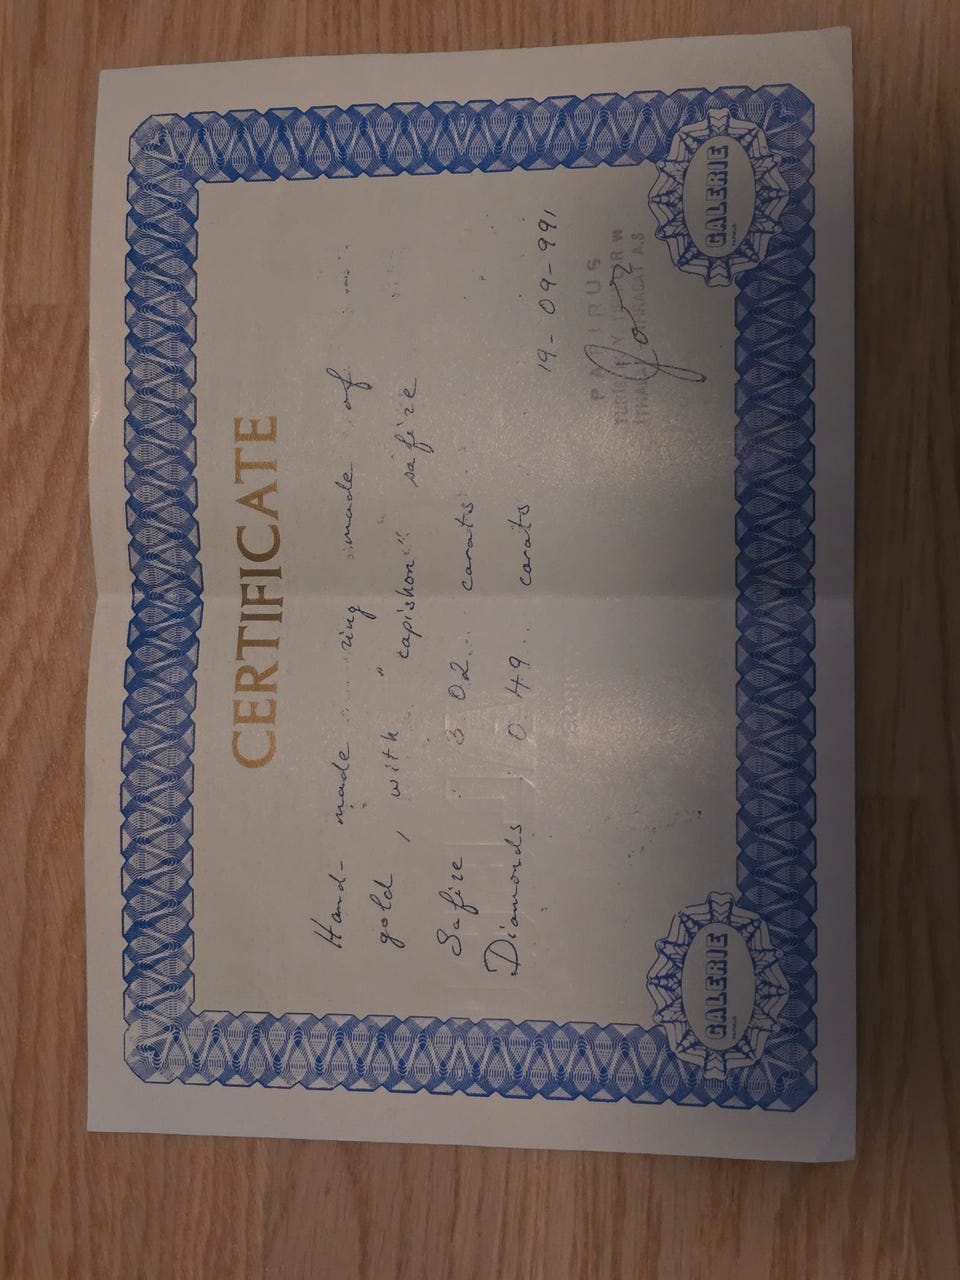 CERTIFICATE
Hand-made ring made of
gold, with "capishon" safire
Safire 3 02 carats
Diamonds 0 49 carats
19-09-991
PAPIRUS
A.S
GALERIE
GALERIE